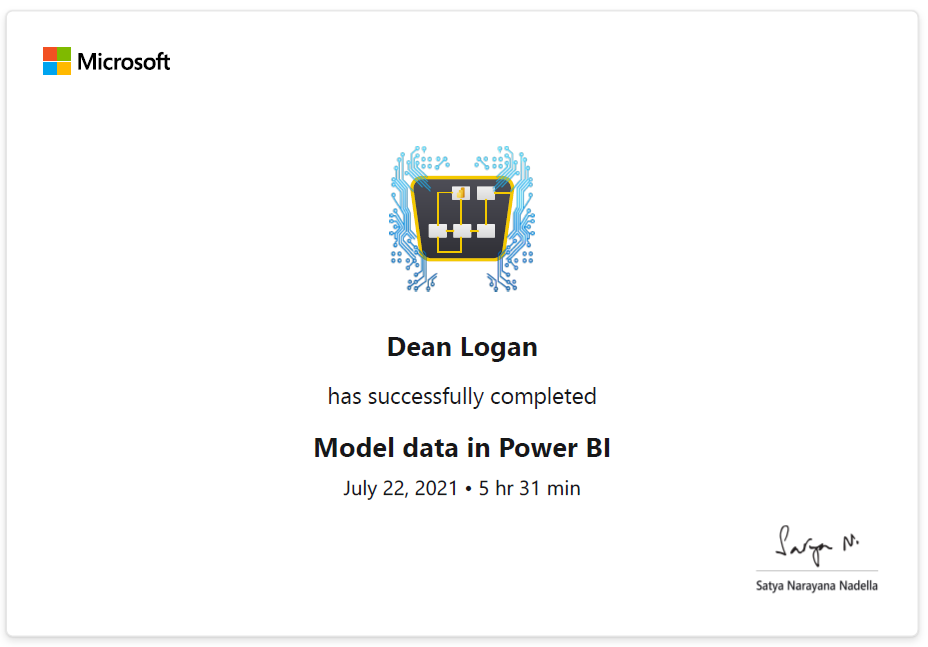 Microsoft
Dean Logan
has successfully completed
Model data in Power BI
July 22, 2021 • 5 hr 31 min
Satya N.
Satya Narayana Nadella